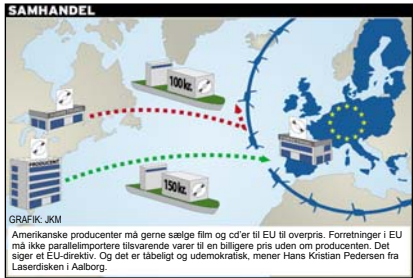 SAMHANDEL
100 kr.
150 kr.
PRODUCENT
GRAFIK: JKM
Amerikanske producenter må gerne sælge film og cd'er til EU til overpris. Forretninger i EU
må ikke parallelimportere tilsvarende varer til en billigere pris uden om producenten. Det
siger et EU-direktiv. Og det er tåbeligt og udemokratisk, mener Hans Kristian Pedersen fra
Laserdisken i Aalborg.